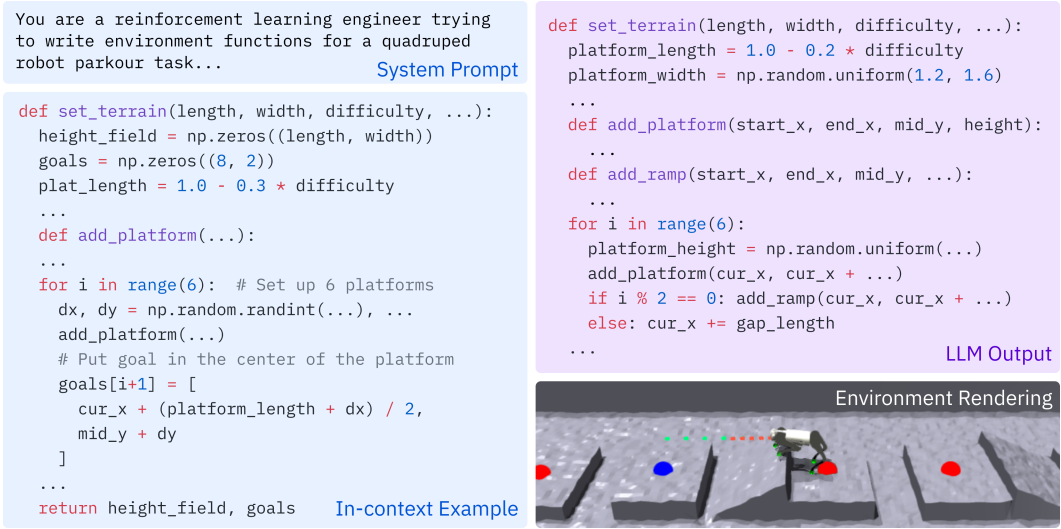 You are a reinforcement learning engineer trying
to write environment functions for a quadruped
robot parkour task...
System Prompt
def set_terrain(length, width, difficulty, ...):
  height_field = np.zeros((length, width))
  goals = np.zeros((8, 2))
  plat_length = 1.0 - 0.3 * difficulty
  ...
  def add_platform(...):
  ...
  for i in range(6):  # Set up 6 platforms
    dx, dy = np.random.randint(...), ...
    add_platform(...)
    # Put goal in the center of the platform
    goals[i+1] = [
      cur_x + (platform_length + dx) / 2,
      mid_y + dy
    ]
  ...
  return height_field, goals
In-context Example
def set_terrain(length, width, difficulty, ...):
  platform_length = 1.0 - 0.2 * difficulty
  platform_width = np.random.uniform(1.2, 1.6)
  ...
  def add_platform(start_x, end_x, mid_y, height):
    ...
  def add_ramp(start_x, end_x, mid_y, ...):
    ...
  for i in range(6):
    platform_height = np.random.uniform(...)
    add_platform(cur_x, cur_x + ...)
    if i % 2 == 0: add_ramp(cur_x, cur_x + ...)
    else: cur_x += gap_length
  ...
LLM Output
Environment Rendering